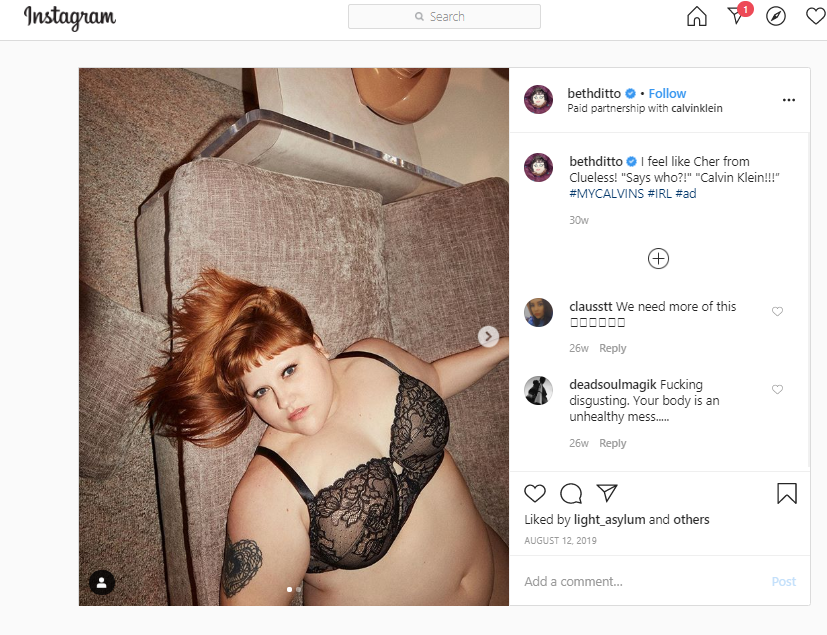 Instagram
Search
1
bethditto • Follow
Paid partnership with calvinklein
bethditto I feel like Cher from
Clueless! "Says who?!" "Calvin Klein!!!”
#MYCALVINS #IRL #ad
30w
clausstt We need more of this
□□□□□□
26w Reply
deadsoulmagik Fucking
disgusting. Your body is an
unhealthy mess.....
26w Reply
Liked by light_asylum and others
AUGUST 12, 2019
Add a comment...
Post